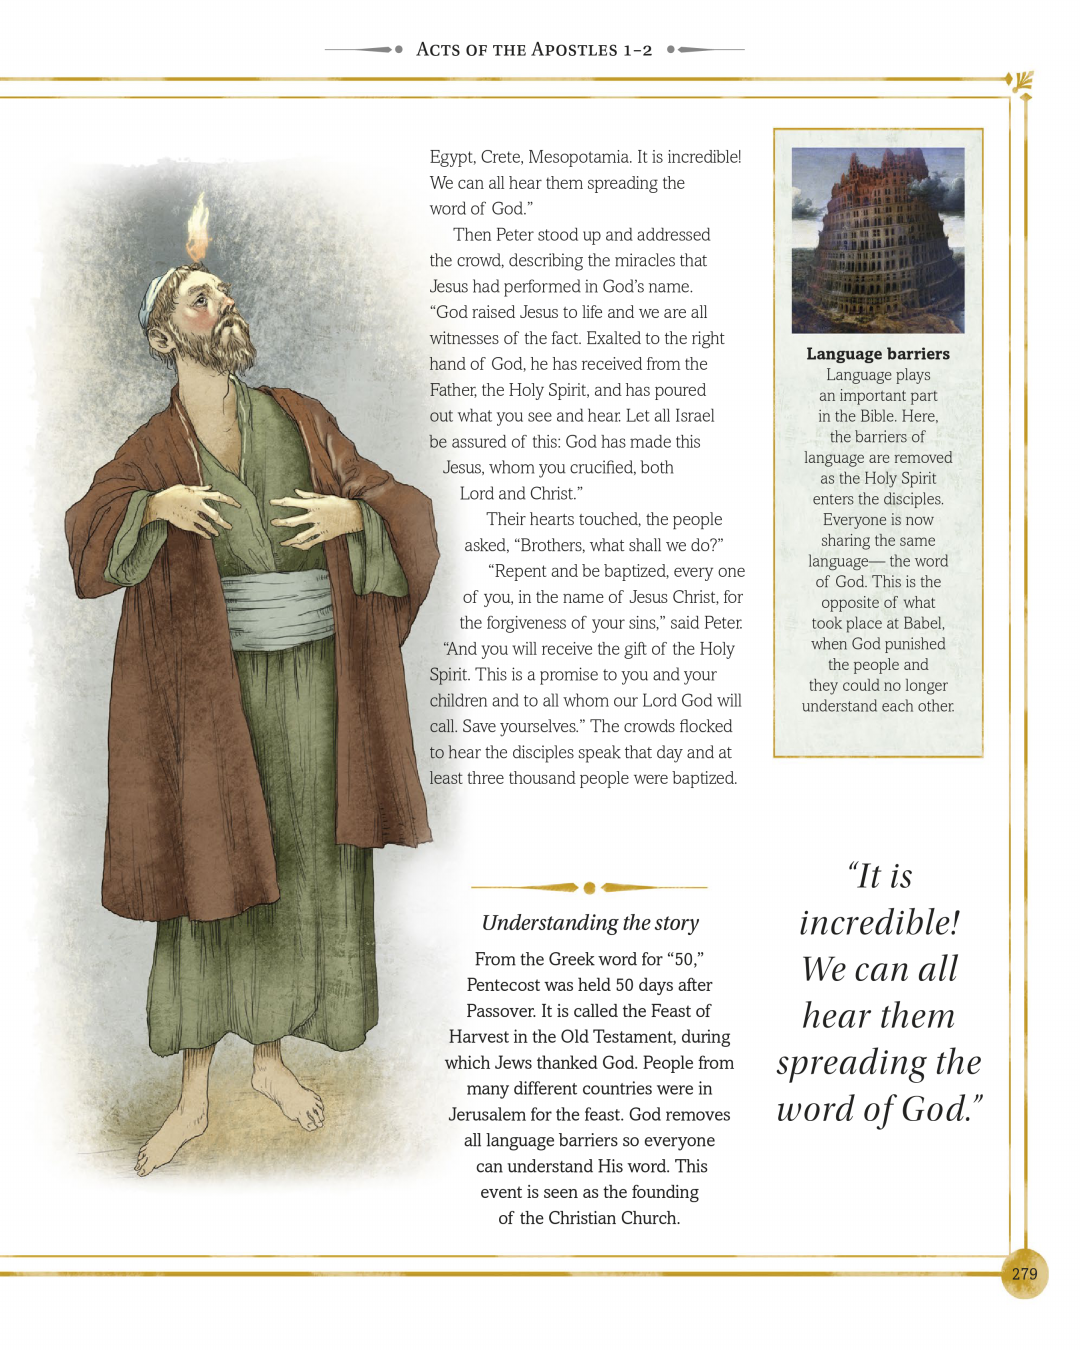 Acts of the Apostles 1–2
Egypt, Crete, Mesopotamia. It is incredible!
We can all hear them spreading the
word of God.”
Then Peter stood up and addressed
the crowd, describing the miracles that
Jesus had performed in God’s name.
“God raised Jesus to life and we are all
witnesses of the fact. Exalted to the right
hand of God, he has received from the
Father, the Holy Spirit, and has poured
out what you see and hear. Let all Israel
be assured of this: God has made this
Jesus, whom you crucified, both
Lord and Christ.”
Their hearts touched, the people
asked, “Brothers, what shall we do?”
“Repent and be baptized, every one
of you, in the name of Jesus Christ, for
the forgiveness of your sins,” said Peter.
“And you will receive the gift of the Holy
Spirit. This is a promise to you and your
children and to all whom our Lord God will
call. Save yourselves.” The crowds flocked
to hear the disciples speak that day and at
least three thousand people were baptized.
Understanding the story
From the Greek word for “50,”
Pentecost was held 50 days after
Passover. It is called the Feast of
Harvest in the Old Testament, during
which Jews thanked God. People from
many different countries were in
Jerusalem for the feast. God removes
all language barriers so everyone
can understand His word. This
event is seen as the founding
of the Christian Church.
Language barriers
Language plays
an important part
in the Bible. Here,
the barriers of
language are removed
as the Holy Spirit
enters the disciples.
Everyone is now
sharing the same
language— the word
of God. This is the
opposite of what
took place at Babel,
when God punished
the people and
they could no longer
understand each other.
“It is
incredible!
We can all
hear them
spreading the
word of God.”
279